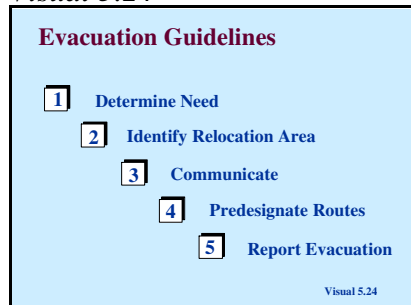 Evacuation Guidelines
1 Determine Need
2 Identify Relocation Area
3 Communicate
4 Predesignate Routes
5 Report Evacuation
Visual 5.24